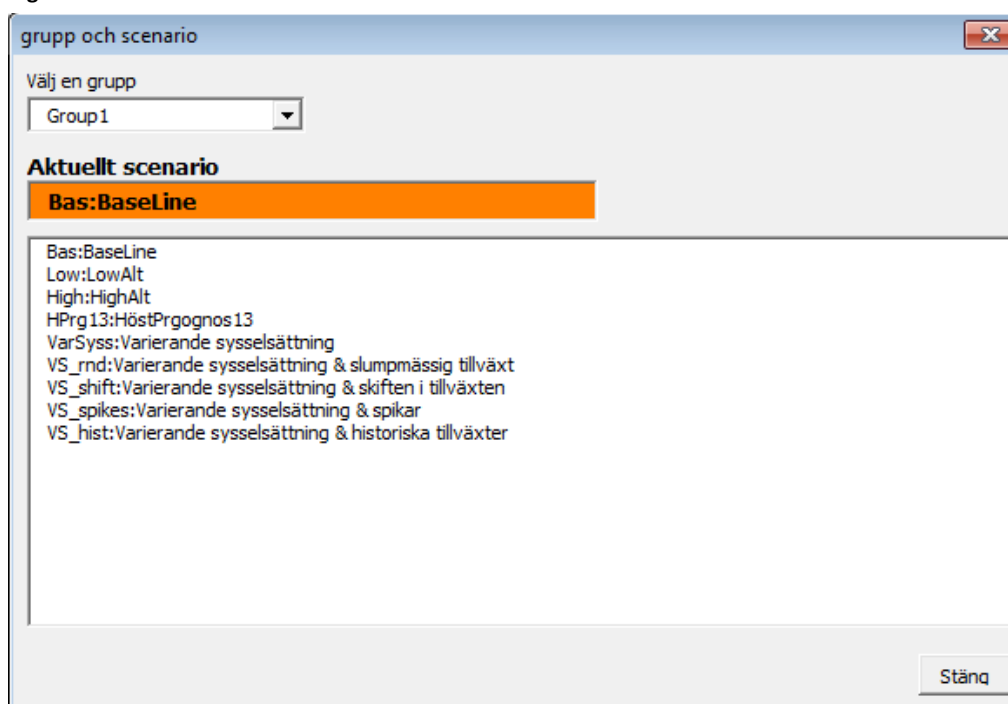 grupp och scenario
Välj en grupp
Group1
Aktuellt scenario
Bas:BaseLine
Bas:BaseLine
Low:LowAlt
High:HighAlt
HPrg13:HöstPrgognos13
VarSyss:Varierande sysselsättning
VS_rnd:Varierande sysselsättning & slumpmässig tillväxt
VS_shift:Varierande sysselsättning & skiften i tillväxten
VS_spikes:Varierande sysselsättning & spikar
VS_hist:Varierande sysselsättning & historiska tillväxter
Stäng